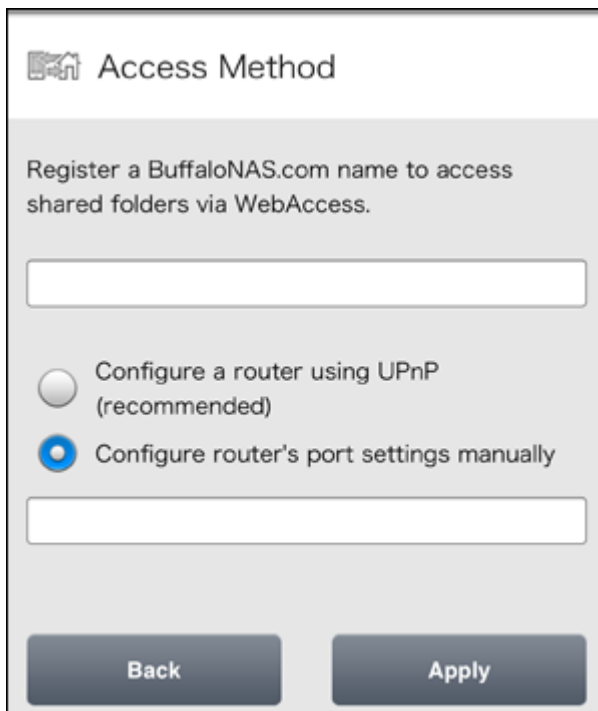 Access Method
Register a BuffaloNAS.com name to access
shared folders via WebAccess.
Configure a router using UPnP
(recommended)
Configure router's port settings manually
Back
Apply